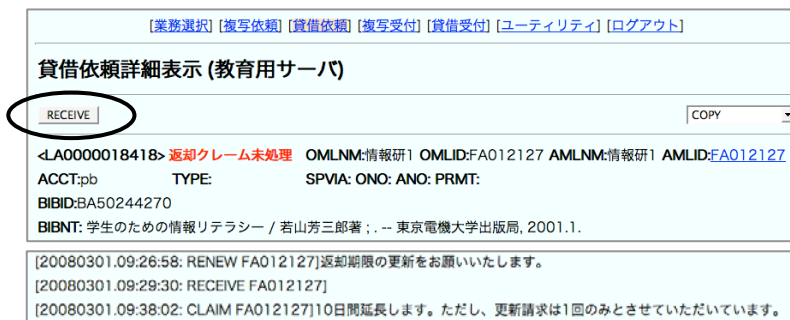 [業務選択] [複写依頼] [貸借依頼] [複写受付] [貸借受付] [ユーティリティ] [ログアウト]
貸借依頼詳細表示 (教育用サーバ)
RECEIVE COPY
<LA0000018418> 返却クレーム未処理 OMLNM:情報研1 OMLID:FA012127 AMLNM:情報研1 AMLID:FA012127
ACCT:pb TYPE: SPVIA: ONO: ANO: PRMT:
BIBID:BA50244270
BIBNT: 学生のための情報リテラシー / 若山芳三郎著 ; . -- 東京電機大学出版局, 2001.1.
[20080301.09:26:58: RENEW FA012127]返却期限の更新をお願いいたします。
[20080301.09:29:30: RECEIVE FA012127]
[20080301.09:38:02: CLAIM FA012127]10日間延長します。ただし、更新請求は1回のみとさせていただいています。